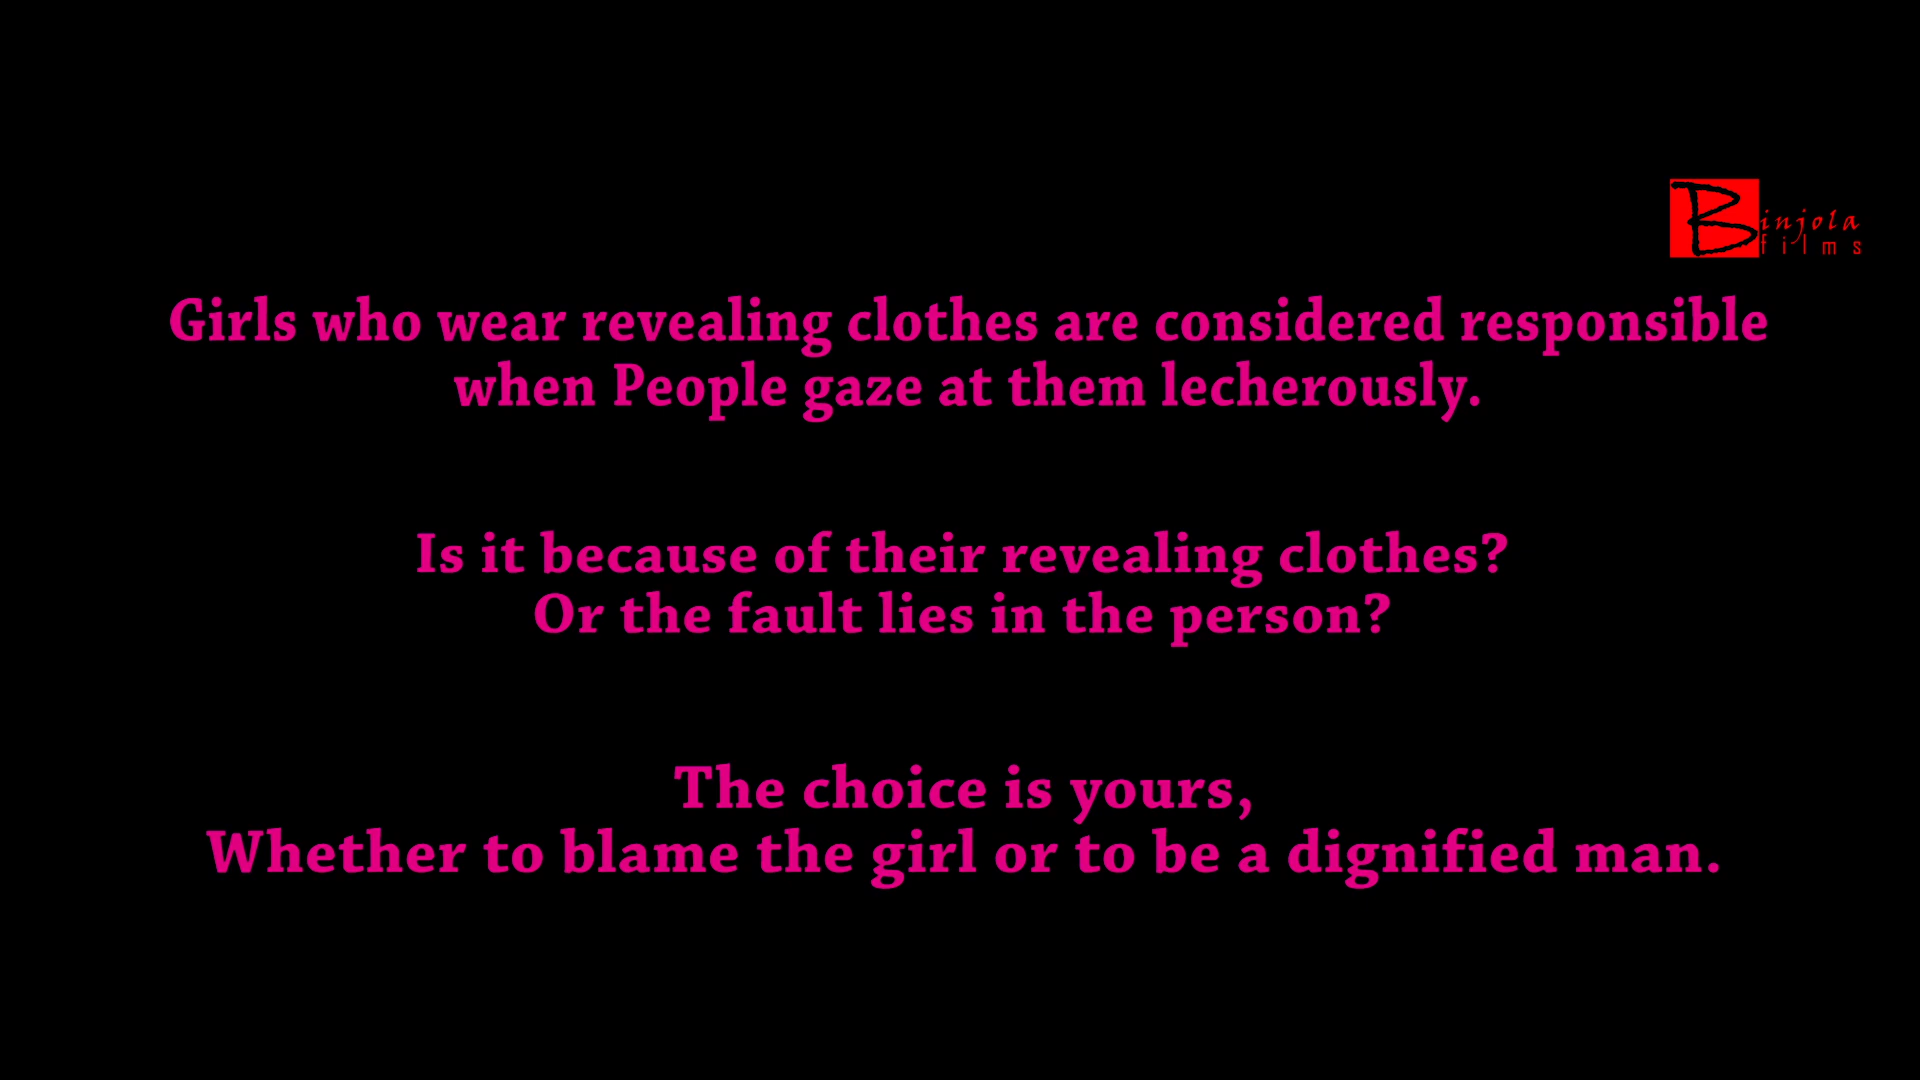 Binjola
films
Girls who wear revealing clothes are considered responsible
when People gaze at them lecherously.
Is it because of their revealing clothes?
Or the fault lies in the person?
The choice is yours,
Whether to blame the girl or to be a dignified man.